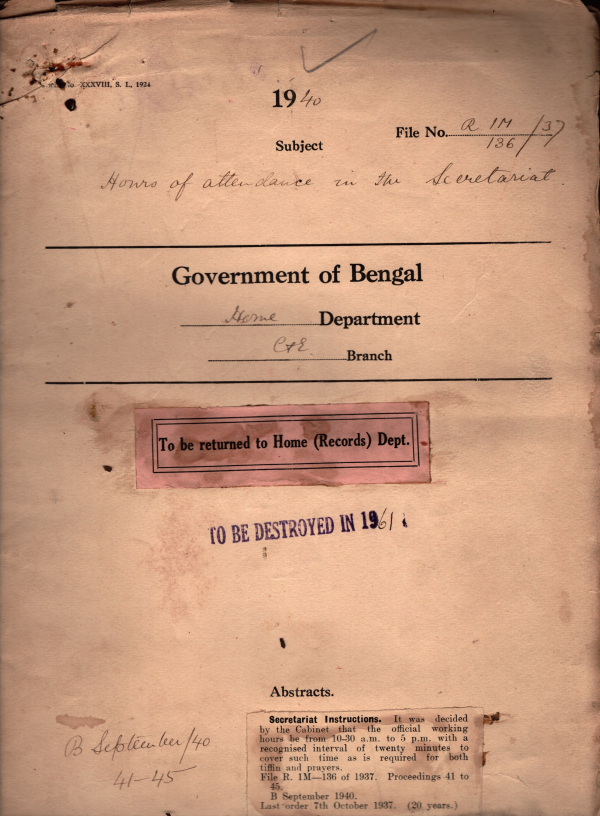 XXXVIII, S. I., 1924
1940
File No. R 1M/37
136
Subject
Hours of attendance in the Secretariat.
Government of Bengal
Home Department
C & E Branch
To be returned to Home (Records) Dept.
TO BE DESTROYED IN 1961
Abstracts.
B September/40
41–45
Secretariat Instructions. It was decided
by the Cabinet that the official working
hours be from 10-30 a.m. to 5 p.m. with a
recognised interval of twenty minutes to
cover such time as is required for both
tiffin and prayers.
File R. 1M—136 of 1937. Proceedings 41 to
45.
B September 1940.
Last order 7th October 1937. (20 years.)